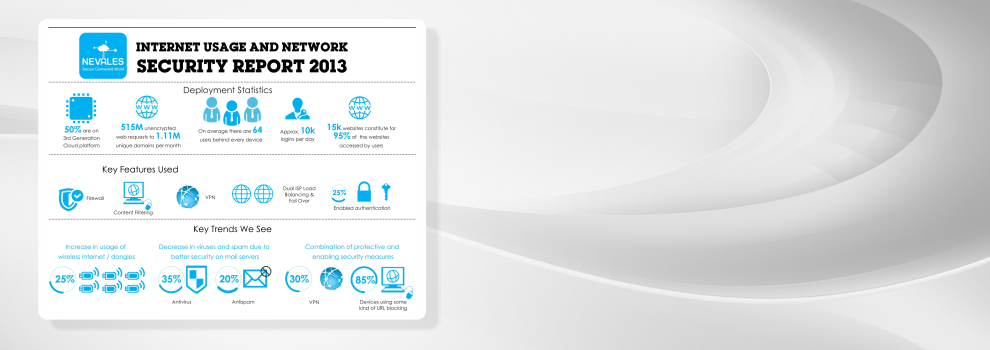 NEVALES
Secure Connected World
INTERNET USAGE AND NETWORK
SECURITY REPORT 2013
Deployment Statistics
50% are on
3rd Generation
Cloud platform
WWW
515M unencrypted
web requests to 1.11M
unique domains per month
On average there are 64
users behind every device
Approx. 10k
logins per day
WWW
15k websites constitute for
95% of the websites
accessed by users
Key Features Used
Firewall
Content Filtering
VPN
Dual ISP Load
Balancing &
Fail Over
25%
Enabled authentication
Key Trends We See
Increase in usage of
wireless internet / dongles
25%
Decrease in viruses and spam due to
better security on mail servers
35%
Antivirus
20%
Antispam
Combination of protective and
enabling security measures
30%
VPN
85%
Devices using some
kind of URL blocking